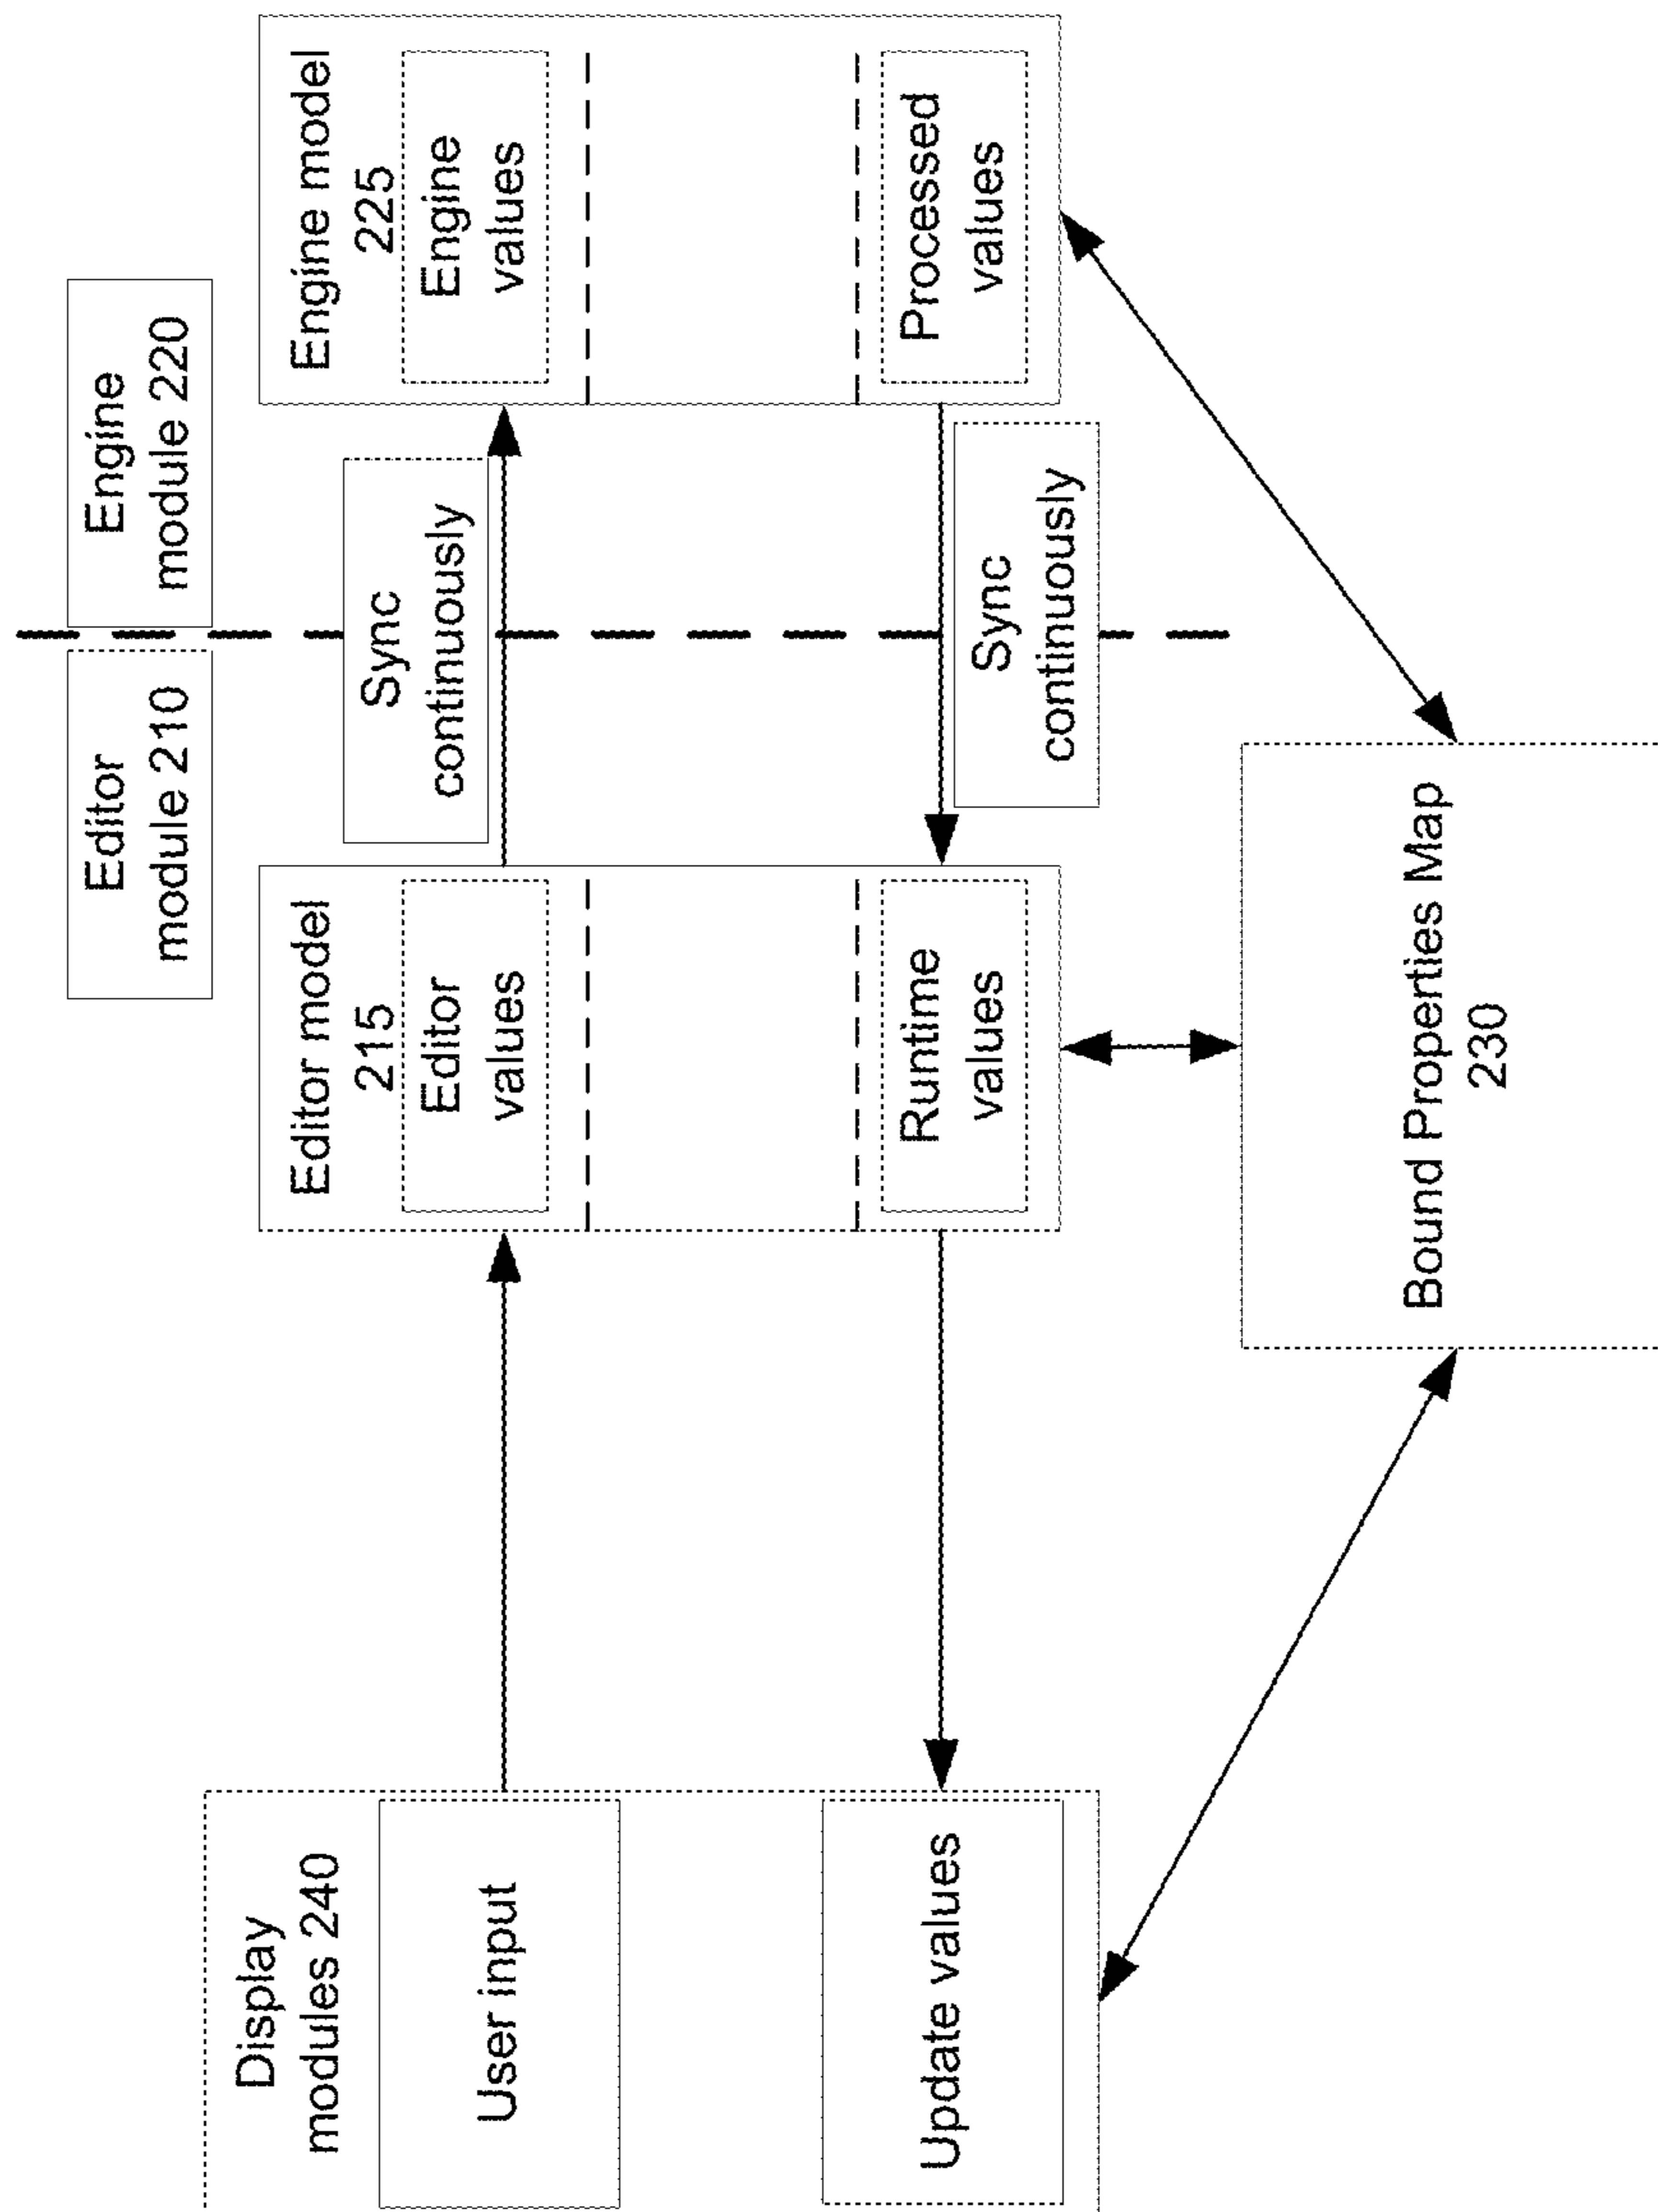 Editor
module 210
Engine
module 220
Display
modules 240
User input
Update values
Editor model
215
Editor
values
Runtime
values
Sync
continuously
Sync
continuously
Engine model
225
Engine
values
Processed
values
Bound Properties Map
230